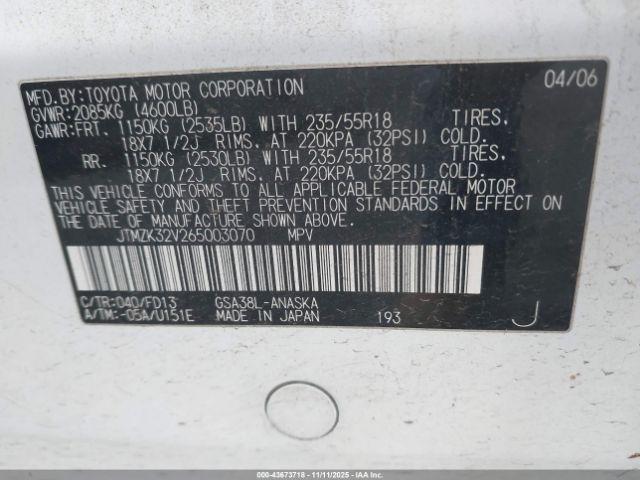 MFD.BY:TOYOTA MOTOR CORPORATION 04/06
GVWR:2085KG (4600LB)
GAWR:FRT. 1150KG (2535LB) WITH 235/55R18 TIRES,
18X7 1/2J RIMS, AT 220KPA (32PSI) COLD.
RR. 1150KG (2530LB) WITH 235/55R18 TIRES,
18X7 1/2J RIMS, AT 220KPA (32PSI) COLD.
THIS VEHICLE CONFORMS TO ALL APPLICABLE FEDERAL MOTOR
VEHICLE SAFETY AND THEFT PREVENTION STANDARDS IN EFFECT ON
THE DATE OF MANUFACTURE SHOWN ABOVE.
JTMZK32V265003070 MPV
C/TR:040/FD13 GSA38L-ANASKA
A/TM:-05A/U151E MADE IN JAPAN 193 J
000-43673718 - 11/11/2025 - IAAI.COM